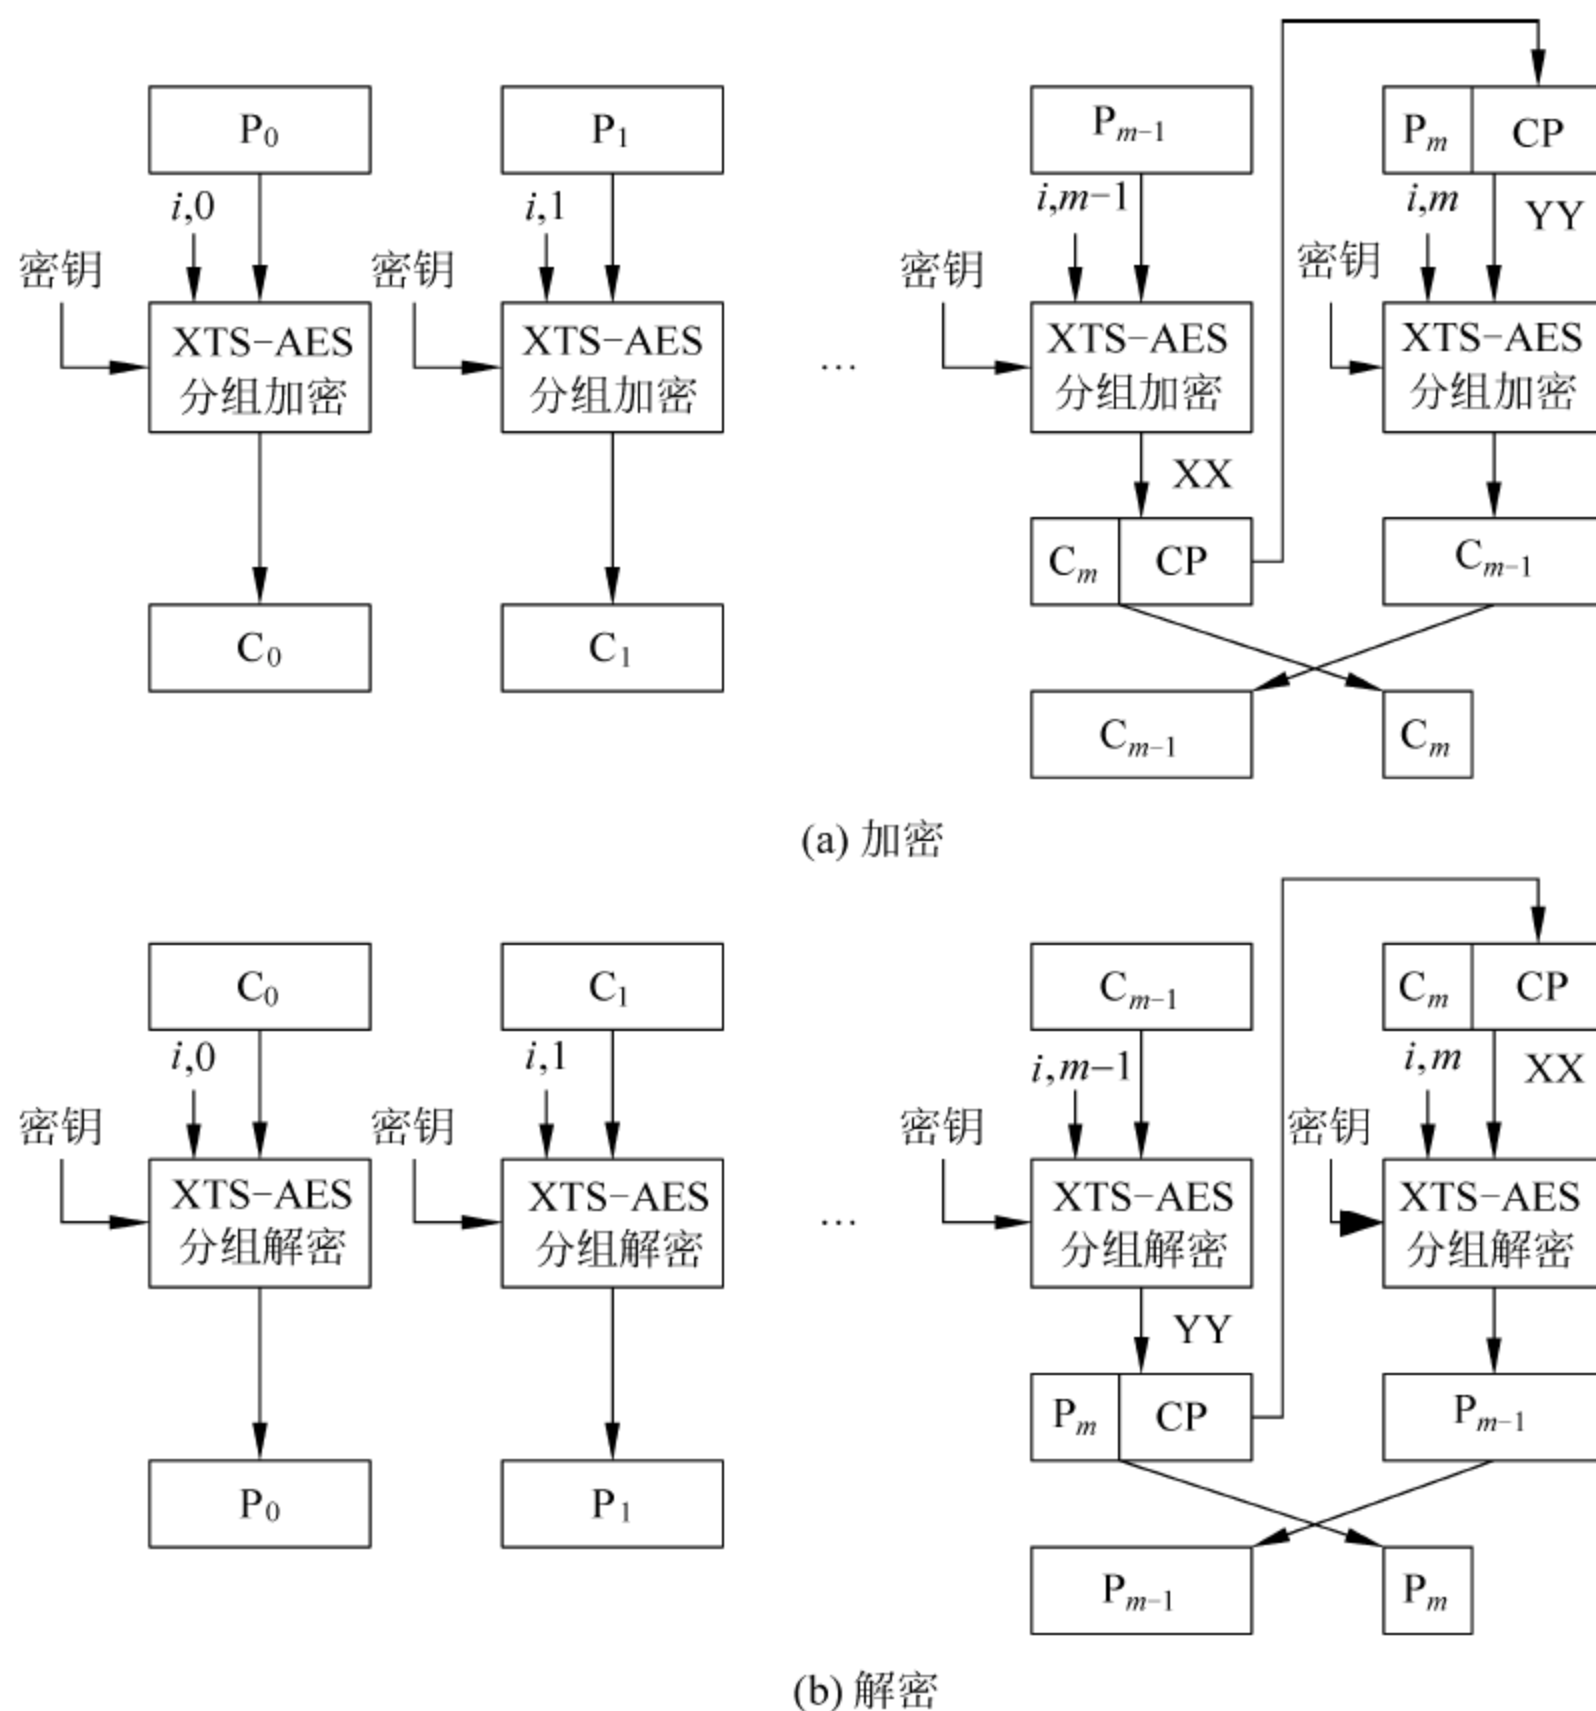 P0 P1 Pm-1 Pm CP
i,0 i,1 i,m-1 i,m YY
密钥 密钥 密钥 密钥
XTS-AES XTS-AES XTS-AES XTS-AES
分组加密 分组加密 … 分组加密 分组加密
XX
Cm CP Cm-1
C0 C1
Cm-1 Cm
(a) 加密
C0 C1 Cm-1 Cm CP
i,0 i,1 i,m-1 i,m XX
密钥 密钥 密钥 密钥
XTS-AES XTS-AES XTS-AES XTS-AES
分组解密 分组解密 … 分组解密 分组解密
YY
Pm CP Pm-1
P0 P1
Pm-1 Pm
(b) 解密